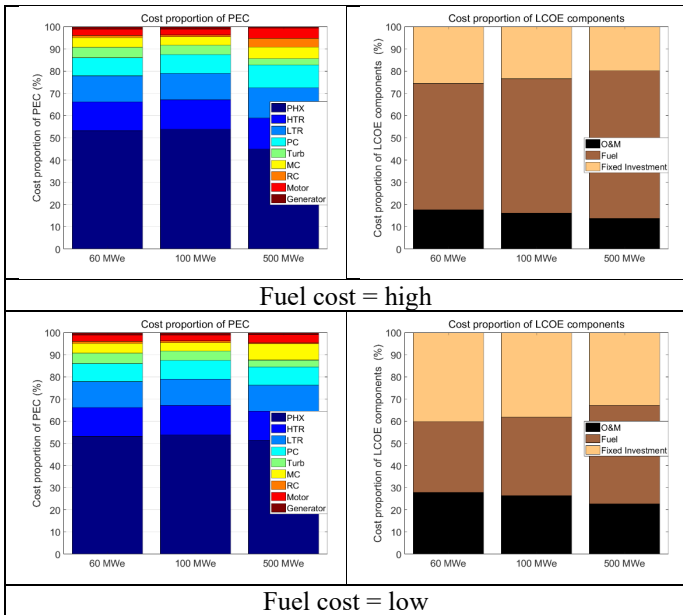 Cost proportion of PEC
Cost proportion of PEC (%)
100
90
80
70
60
50
40
30
20
10
0
PHX
HTR
LTR
PC
Turb
MC
RC
Motor
Generator
60 MWe
100 MWe
500 MWe
Cost proportion of LCOE components
Cost proportion of LCOE components (%)
100
90
80
70
60
50
40
30
20
10
0
O&M
Fuel
Fixed Investment
60 MWe
100 MWe
500 MWe
Fuel cost = high
Cost proportion of PEC
Cost proportion of PEC (%)
100
90
80
70
60
50
40
30
20
10
0
PHX
HTR
LTR
PC
Turb
MC
RC
Motor
Generator
60 MWe
100 MWe
500 MWe
Cost proportion of LCOE components
Cost proportion of LCOE components (%)
100
90
80
70
60
50
40
30
20
10
0
O&M
Fuel
Fixed Investment
60 MWe
100 MWe
500 MWe
Fuel cost = low